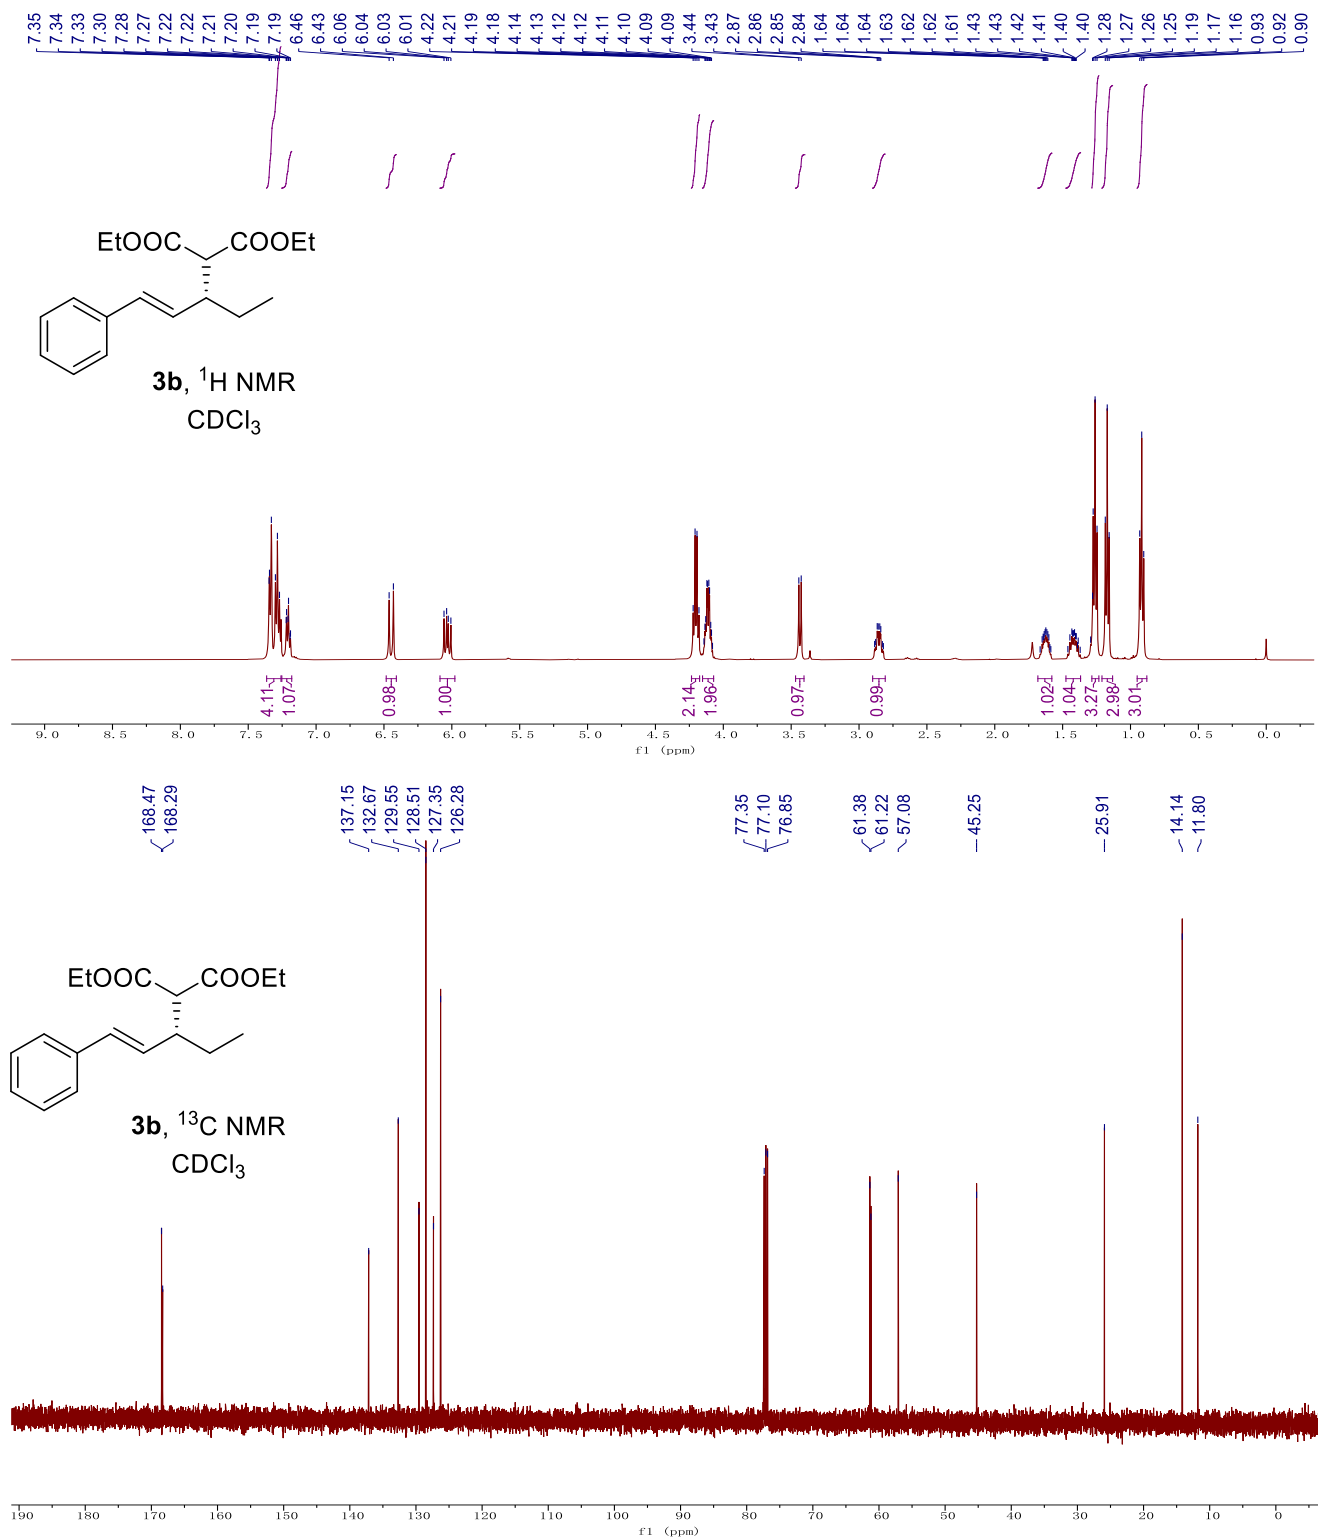 7.35 7.34 7.33 7.30 7.28 7.27 7.22 7.22 7.21 7.20 7.19 7.19 6.46 6.43 6.06 6.04 6.03 6.01 4.22 4.21 4.19 4.18 4.14 4.13 4.12 4.12 4.11 4.10 4.09 4.09 3.44 3.43 2.87 2.86 2.85 2.84 1.64 1.64 1.64 1.63 1.62 1.62 1.61 1.43 1.43 1.42 1.41 1.40 1.40 1.28 1.27 1.26 1.25 1.19 1.17 1.16 0.93 0.92 0.90
EtOOC COOEt
3b, ¹H NMR
CDCl₃
4.11 1.07 0.98 1.00 2.14 1.96 0.97 0.99 1.02 1.04 3.27 2.98 3.01
9.0 8.5 8.0 7.5 7.0 6.5 6.0 5.5 5.0 4.5 4.0 3.5 3.0 2.5 2.0 1.5 1.0 0.5 0.0
f1 (ppm)
168.47 168.29 137.15 132.67 129.55 128.51 127.35 126.28 77.35 77.10 76.85 61.38 61.22 57.08 45.25 25.91 14.14 11.80
EtOOC COOEt
3b, ¹³C NMR
CDCl₃
190 180 170 160 150 140 130 120 110 100 90 80 70 60 50 40 30 20 10 0
f1 (ppm)